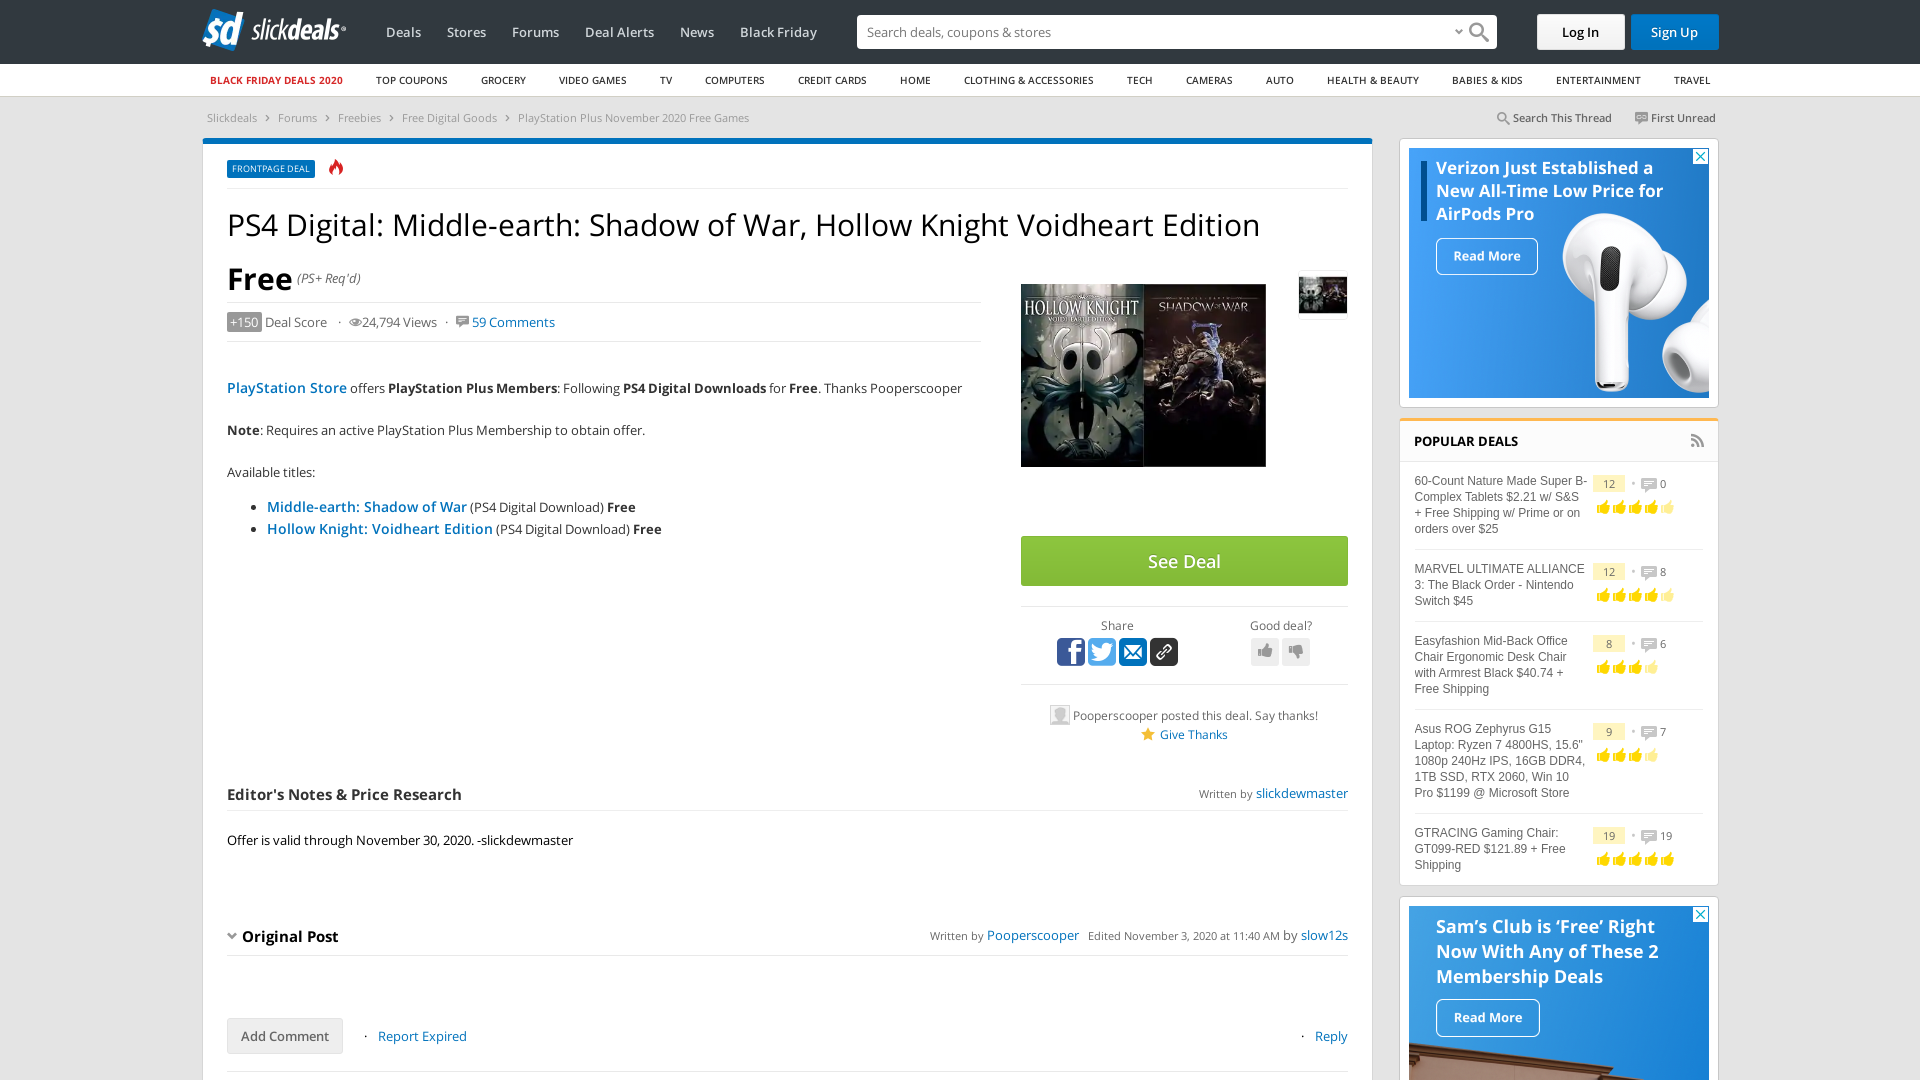 slickdeals
Deals
Stores
Forums
Deal Alerts
News
Black Friday
Search deals, coupons & stores
Log In
Sign Up
BLACK FRIDAY DEALS 2020
TOP COUPONS
GROCERY
VIDEO GAMES
TV
COMPUTERS
CREDIT CARDS
HOME
CLOTHING & ACCESSORIES
TECH
CAMERAS
AUTO
HEALTH & BEAUTY
BABIES & KIDS
ENTERTAINMENT
TRAVEL
Slickdeals > Forums > Freebies > Free Digital Goods > PlayStation Plus November 2020 Free Games
Search This Thread
First Unread
FRONTPAGE DEAL
PS4 Digital: Middle-earth: Shadow of War, Hollow Knight Voidheart Edition
Free (PS+ Req'd)
+150 Deal Score · 24,794 Views · 59 Comments
PlayStation Store offers PlayStation Plus Members: Following PS4 Digital Downloads for Free. Thanks Pooperscooper
Note: Requires an active PlayStation Plus Membership to obtain offer.
Available titles:
• Middle-earth: Shadow of War (PS4 Digital Download) Free
• Hollow Knight: Voidheart Edition (PS4 Digital Download) Free
HOLLOW KNIGHT
VOIDHEART EDITION
SHADOW OF WAR
See Deal
Share
Good deal?
Pooperscooper posted this deal. Say thanks!
Give Thanks
Editor's Notes & Price Research
Written by slickdewmaster
Offer is valid through November 30, 2020. -slickdewmaster
Original Post
Written by Pooperscooper Edited November 3, 2020 at 11:40 AM by slow12s
Add Comment
· Report Expired
· Reply
Verizon Just Established a
New All-Time Low Price for
AirPods Pro
Read More
POPULAR DEALS
60-Count Nature Made Super B-
Complex Tablets $2.21 w/ S&S
+ Free Shipping w/ Prime or on
orders over $25
12 • 0
MARVEL ULTIMATE ALLIANCE
3: The Black Order - Nintendo
Switch $45
12 • 8
Easyfashion Mid-Back Office
Chair Ergonomic Desk Chair
with Armrest Black $40.74 +
Free Shipping
8 • 6
Asus ROG Zephyrus G15
Laptop: Ryzen 7 4800HS, 15.6"
1080p 240Hz IPS, 16GB DDR4,
1TB SSD, RTX 2060, Win 10
Pro $1199 @ Microsoft Store
9 • 7
GTRACING Gaming Chair:
GT099-RED $121.89 + Free
Shipping
19 • 19
Sam's Club is 'Free' Right
Now With Any of These 2
Membership Deals
Read More